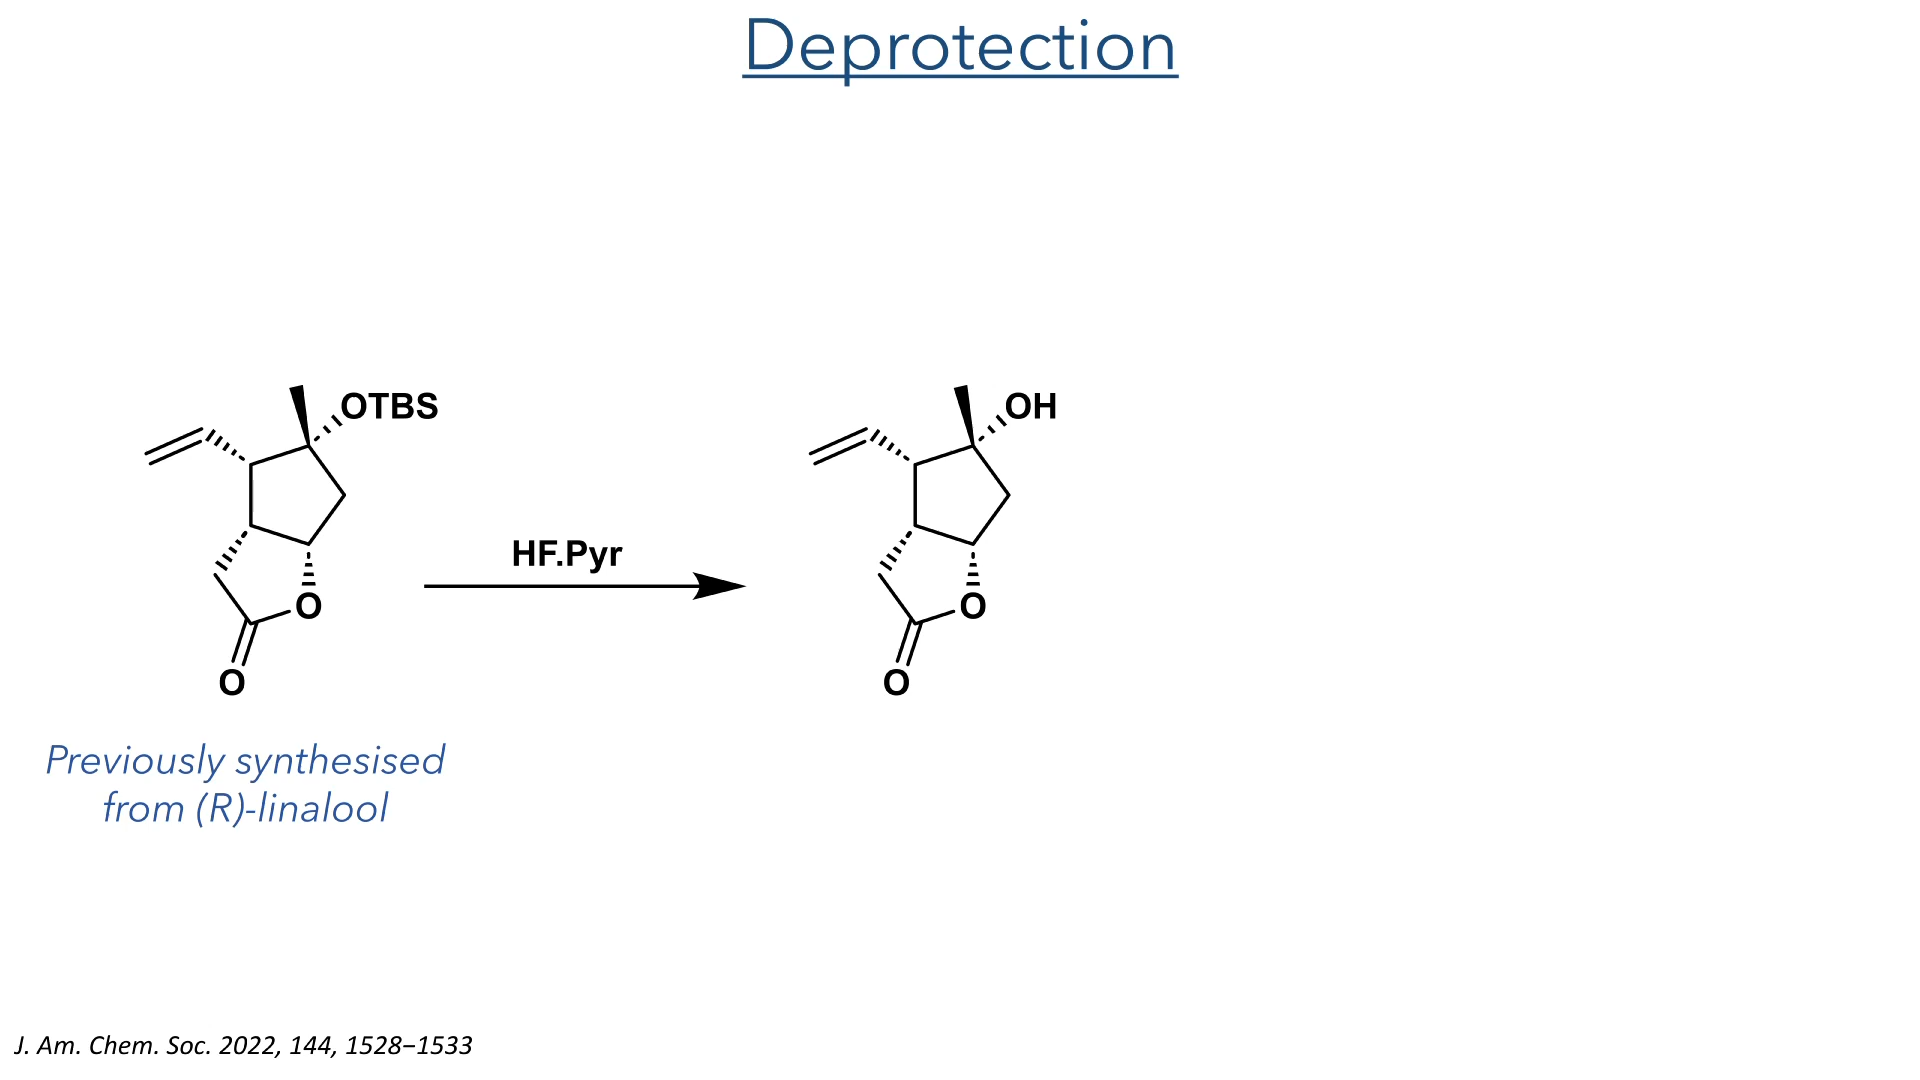 Deprotection
OTBS
O
O
HF.Pyr
OH
O
O
Previously synthesised
from (R)-linalool
J. Am. Chem. Soc. 2022, 144, 1528–1533